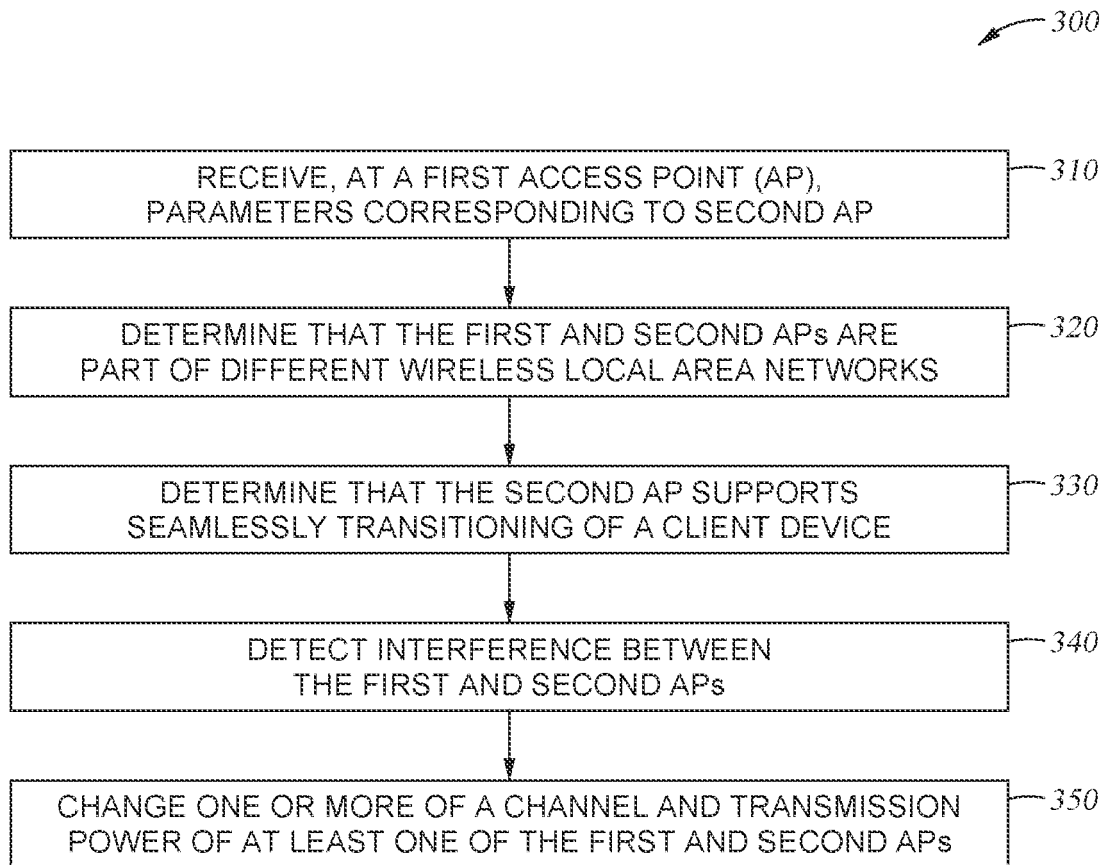 300
RECEIVE, AT A FIRST ACCESS POINT (AP),
PARAMETERS CORRESPONDING TO SECOND AP
310
DETERMINE THAT THE FIRST AND SECOND APs ARE
PART OF DIFFERENT WIRELESS LOCAL AREA NETWORKS
320
DETERMINE THAT THE SECOND AP SUPPORTS
SEAMLESSLY TRANSITIONING OF A CLIENT DEVICE
330
DETECT INTERFERENCE BETWEEN
THE FIRST AND SECOND APs
340
CHANGE ONE OR MORE OF A CHANNEL AND TRANSMISSION
POWER OF AT LEAST ONE OF THE FIRST AND SECOND APs
350